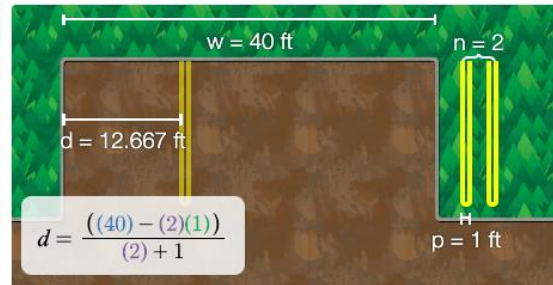 w = 40 ft
n = 2
d = 12.667 ft
d = ((40) − (2)(1)) / (2) + 1
p = 1 ft